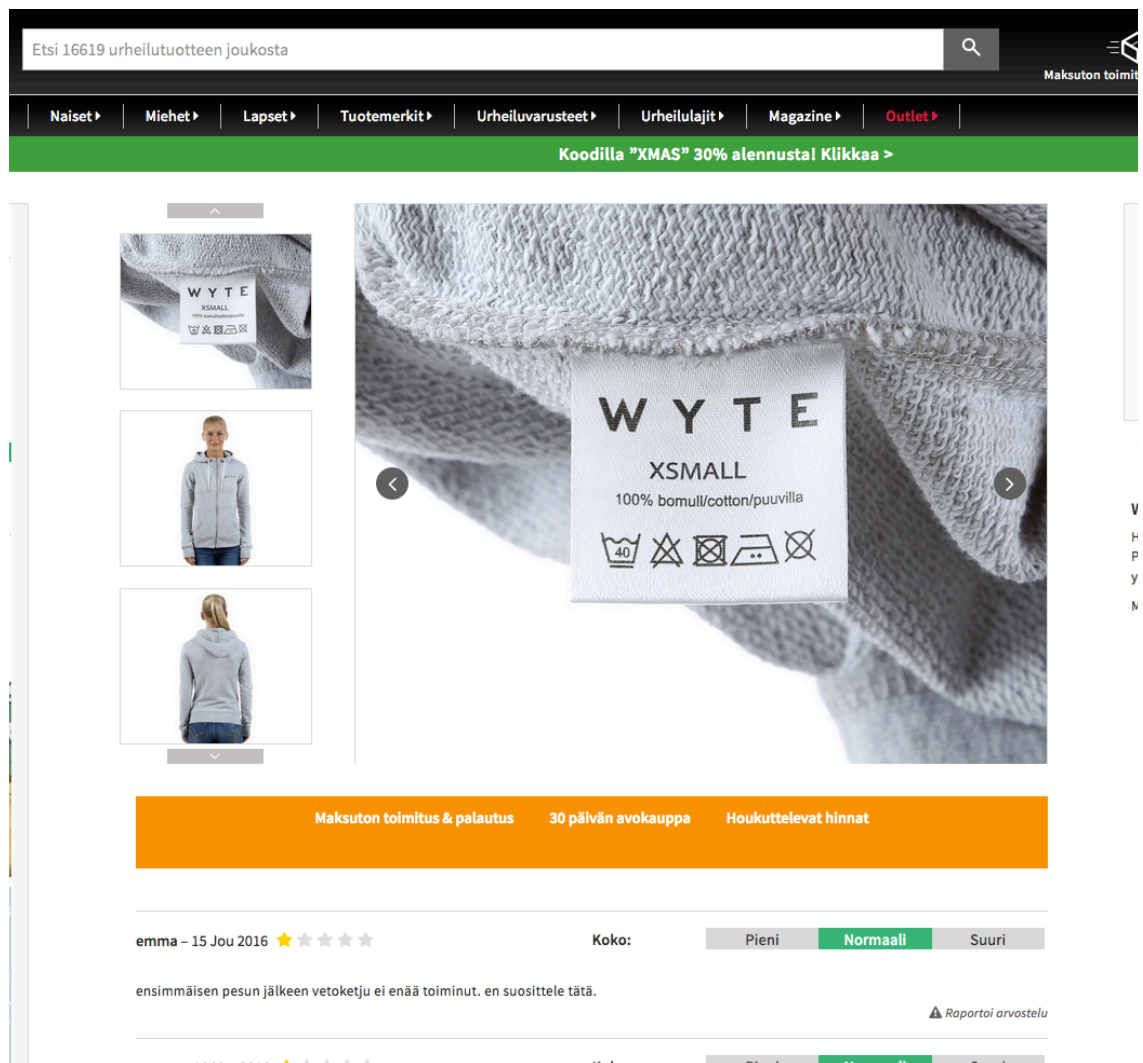 Etsi 16619 urheilutuotteen joukosta
Maksuton
Naiset Miehet Lapset Tuotemerkit Urheiluvarusteet Urheilulajit Magazine Outlet
Koodilla ”XMAS” 30% alennusta! Klikkaa >
WYTE
XSMALL
WYTE
WYTE
XSMALL
100% bomull/cotton/puuvilla
40
Maksuton toimitus & palautus 30 päivän avokauppa Houkuttelevat hinnat
emma – 15 Jou 2016 Koko: Pieni Normaali Suuri
ensimmäisen pesun jälkeen vetoketju ei enää toiminut. en suosittele tätä.
Raportoi arvostelu